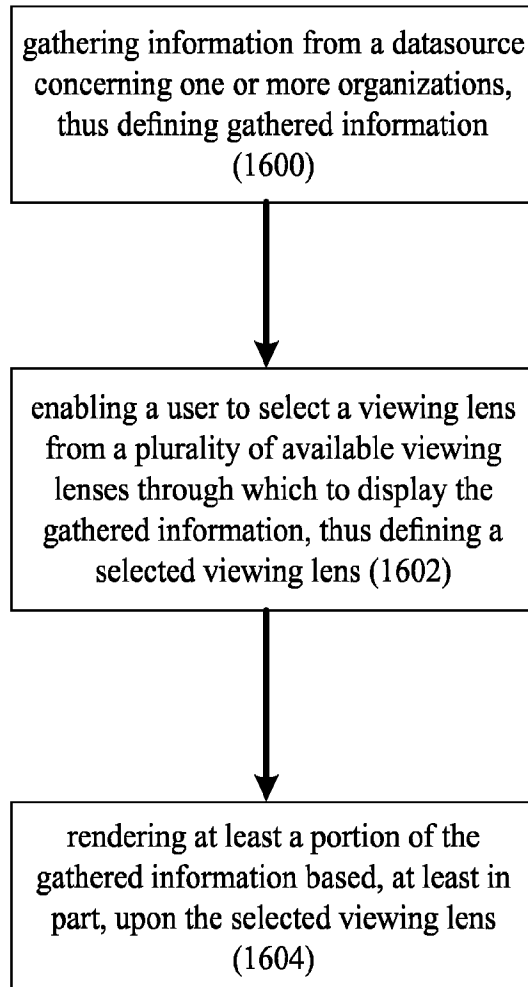 gathering information from a datasource
concerning one or more organizations,
thus defining gathered information
(1600)
enabling a user to select a viewing lens
from a plurality of available viewing
lenses through which to display the
gathered information, thus defining a
selected viewing lens (1602)
rendering at least a portion of the
gathered information based, at least in
part, upon the selected viewing lens
(1604)